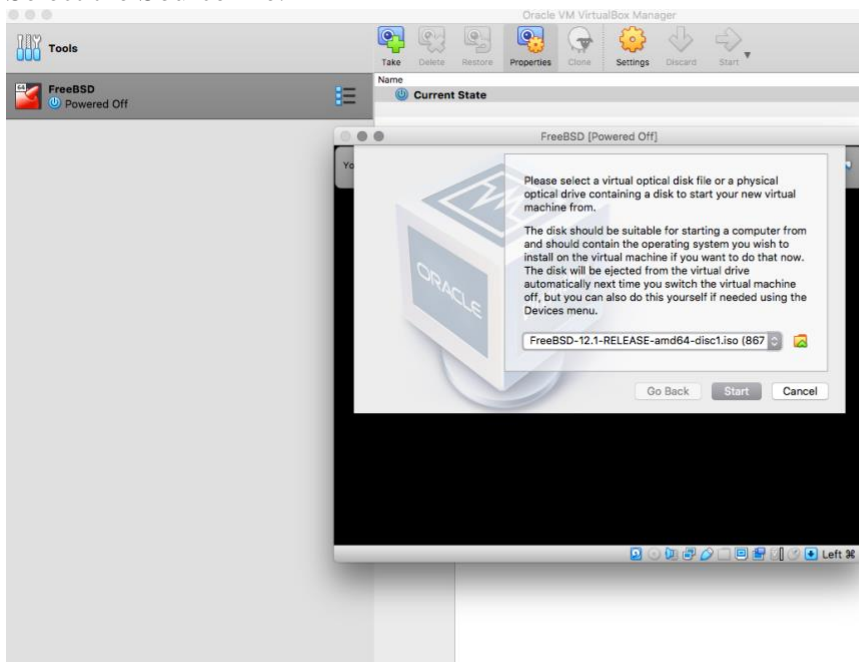 Oracle VM VirtualBox Manager
Tools
Take Delete Restore Properties Clone Settings Discard Start
Name
64
FreeBSD
Powered Off
Current State
FreeBSD [Powered Off]
Yo
Please select a virtual optical disk file or a physical
optical drive containing a disk to start your new virtual
machine from.
The disk should be suitable for starting a computer from
and should contain the operating system you wish to
install on the virtual machine if you want to do that now.
The disk will be ejected from the virtual drive
automatically next time you switch the virtual machine
off, but you can also do this yourself if needed using the
Devices menu.
ORACLE
FreeBSD-12.1-RELEASE-amd64-disc1.iso (867
Go Back Start Cancel
Left ⌘